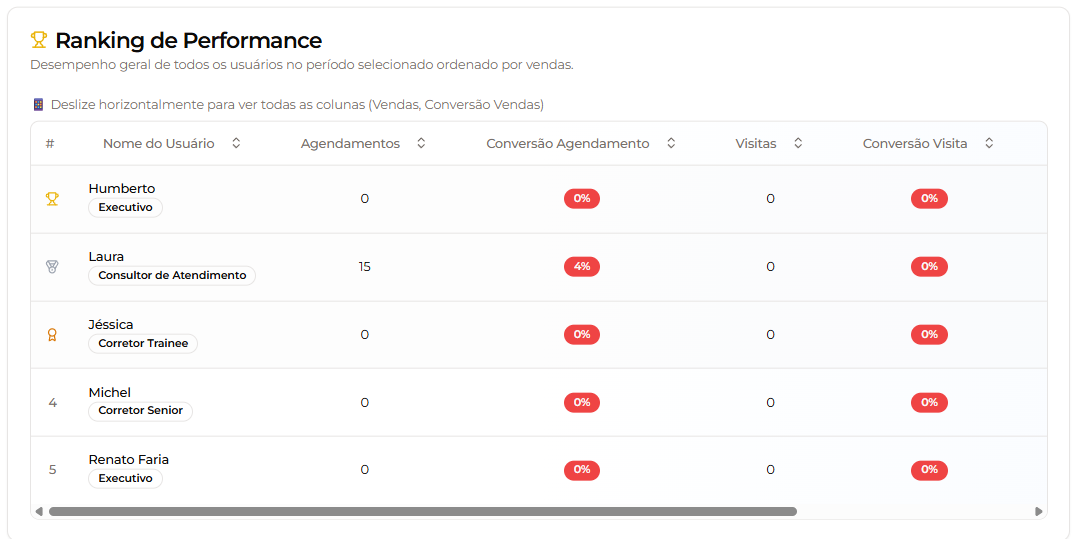 Ranking de Performance
Desempenho geral de todos os usuários no período selecionado ordenado por vendas.
Deslize horizontalmente para ver todas as colunas (Vendas, Conversão Vendas)
# Nome do Usuário Agendamentos Conversão Agendamento Visitas Conversão Visita
Humberto
Executivo
0 0% 0 0%
Laura
Consultor de Atendimento
15 4% 0 0%
Jéssica
Corretor Trainee
0 0% 0 0%
4
Michel
Corretor Senior
0 0% 0 0%
5
Renato Faria
Executivo
0 0% 0 0%